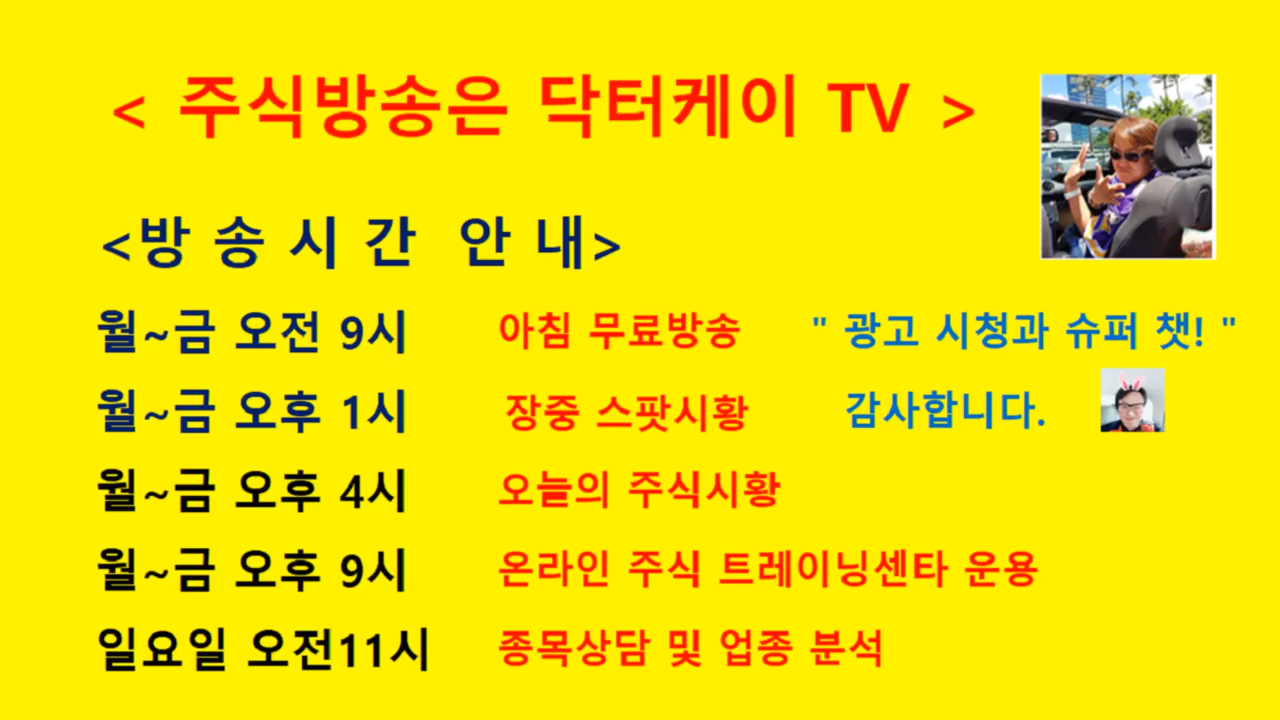 < 주식방송은 닥터케이 TV >
<방 송 시 간 안 내>
월~금 오전 9시 아침 무료방송 " 광고 시청과 슈퍼 챗! "
월~금 오후 1시 장중 스팟시황 감사합니다.
월~금 오후 4시 오늘의 주식시황
월~금 오후 9시 온라인 주식 트레이닝센타 운용
일요일 오전11시 종목상담 및 업종 분석